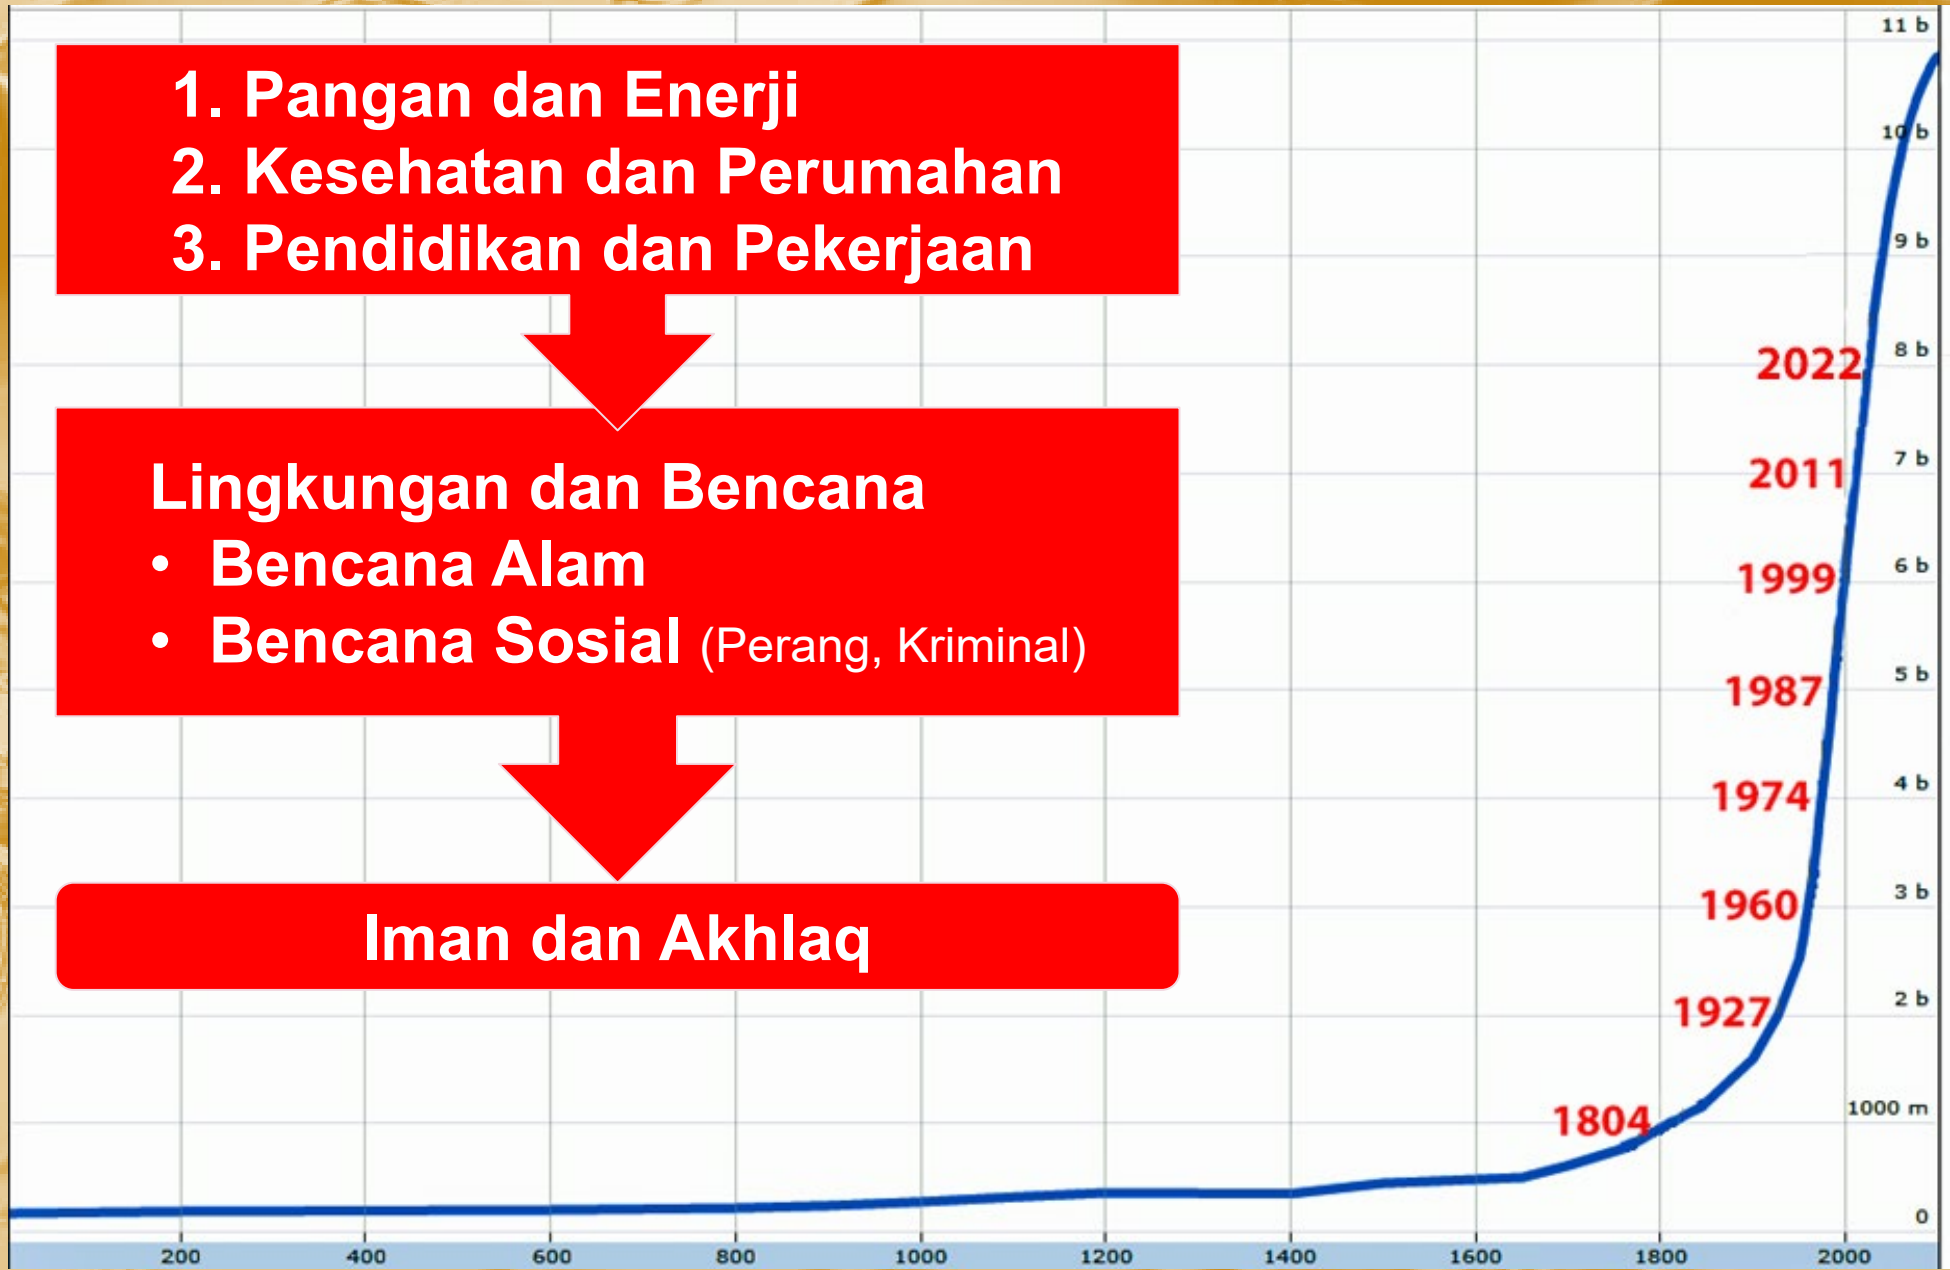 1. Pangan dan Enerji
2. Kesehatan dan Perumahan
3. Pendidikan dan Pekerjaan
Lingkungan dan Bencana
• Bencana Alam
• Bencana Sosial (Perang, Kriminal)
Iman dan Akhlaq
11 b
10 b
9 b
2022 8 b
2011 7 b
1999 6 b
1987 5 b
1974 4 b
1960 3 b
1927 2 b
1804 1000 m
0
200 400 600 800 1000 1200 1400 1600 1800 2000